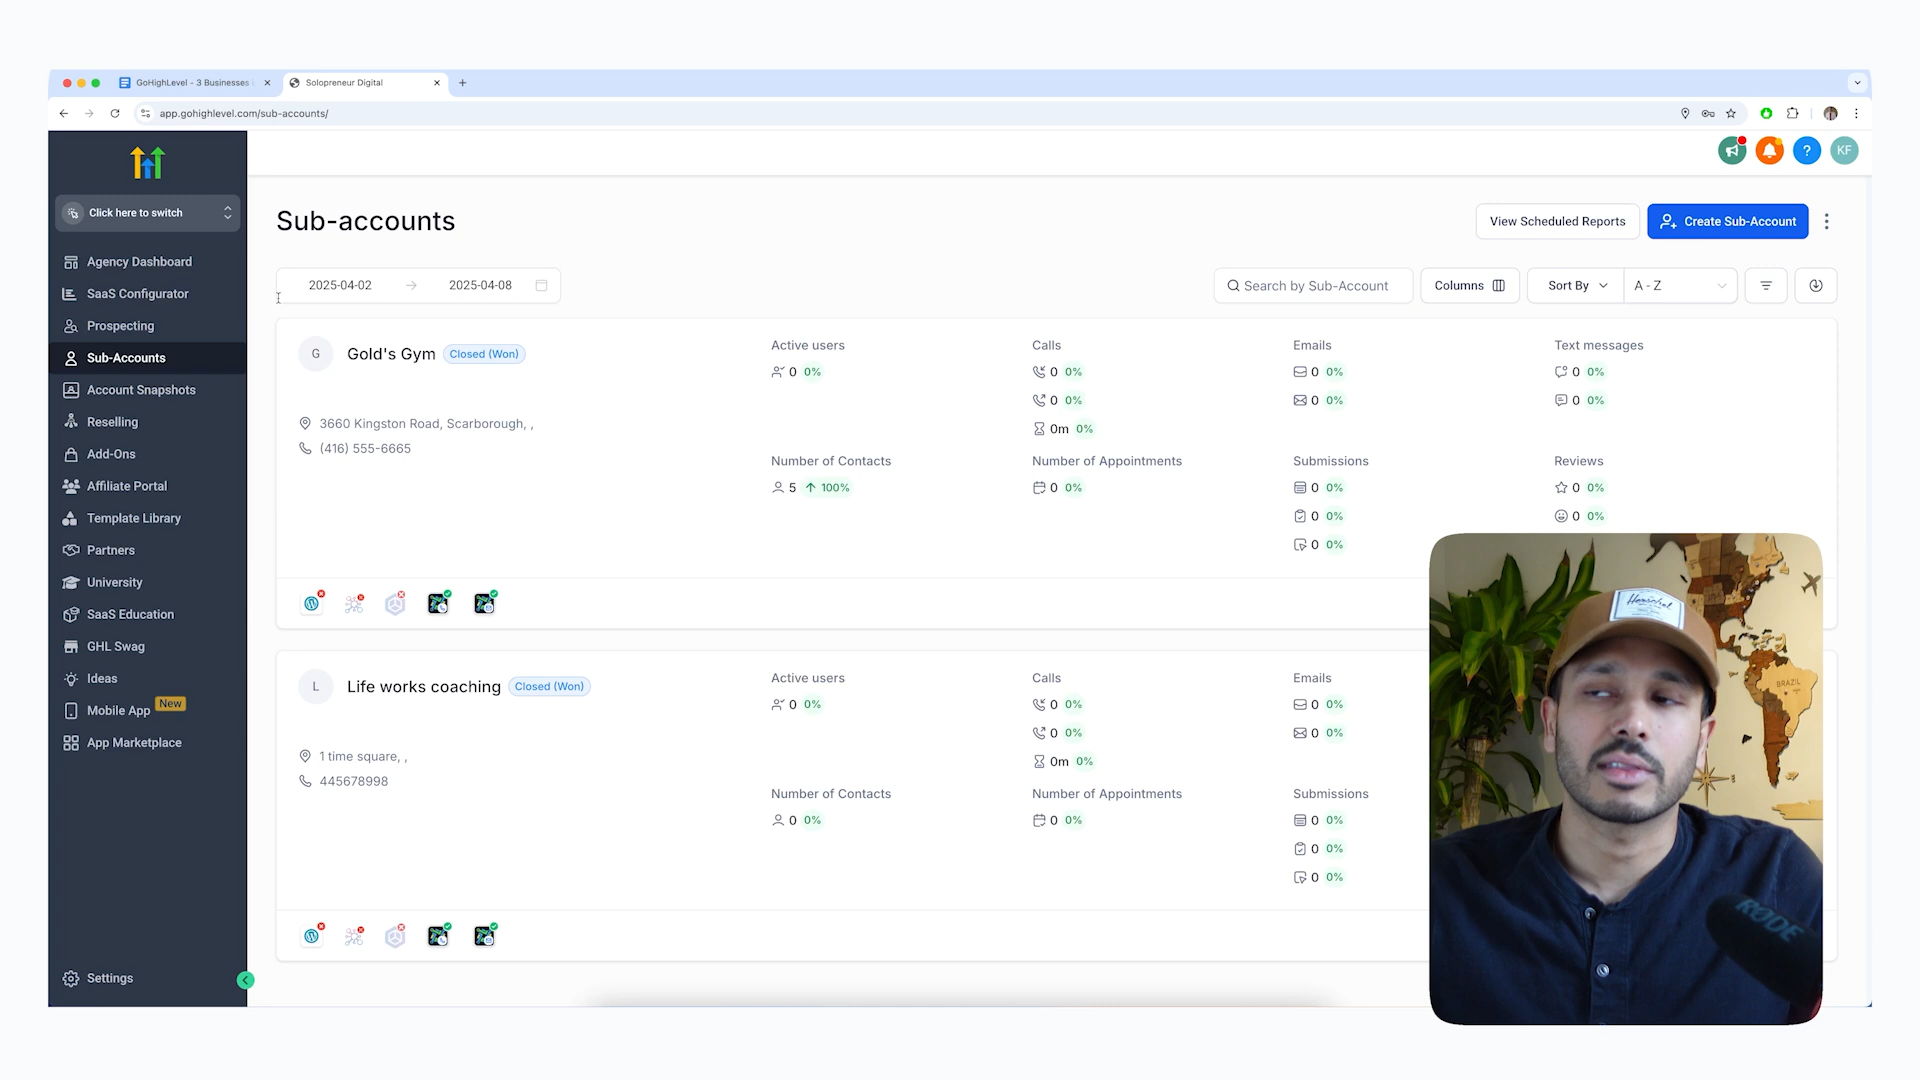 GoHighLevel - 3 Businesses
Solopreneur Digital
app.gohighlevel.com/sub-accounts/
KF
Click here to switch
Agency Dashboard
SaaS Configurator
Prospecting
Sub-Accounts
Account Snapshots
Reselling
Add-Ons
Affiliate Portal
Template Library
Partners
University
SaaS Education
GHL Swag
Ideas
Mobile App New
App Marketplace
Settings
Sub-accounts
View Scheduled Reports
Create Sub-Account
2025-04-02 → 2025-04-08
Search by Sub-Account
Columns
Sort By
A - Z
G
Gold's Gym Closed (Won)
3660 Kingston Road, Scarborough, ,
(416) 555-6665
Active users
0 0%
Calls
0 0%
0 0%
0m 0%
Emails
0 0%
0 0%
Text messages
0 0%
0 0%
Number of Contacts
5 ↑ 100%
Number of Appointments
0 0%
Submissions
0 0%
0 0%
0 0%
Reviews
0 0%
0 0%
L
Life works coaching Closed (Won)
1 time square, ,
445678998
Active users
0 0%
Calls
0 0%
0 0%
0m 0%
Emails
0 0%
0 0%
Number of Contacts
0 0%
Number of Appointments
0 0%
Submissions
0 0%
0 0%
0 0%
Herschel
BRAZIL
RODE